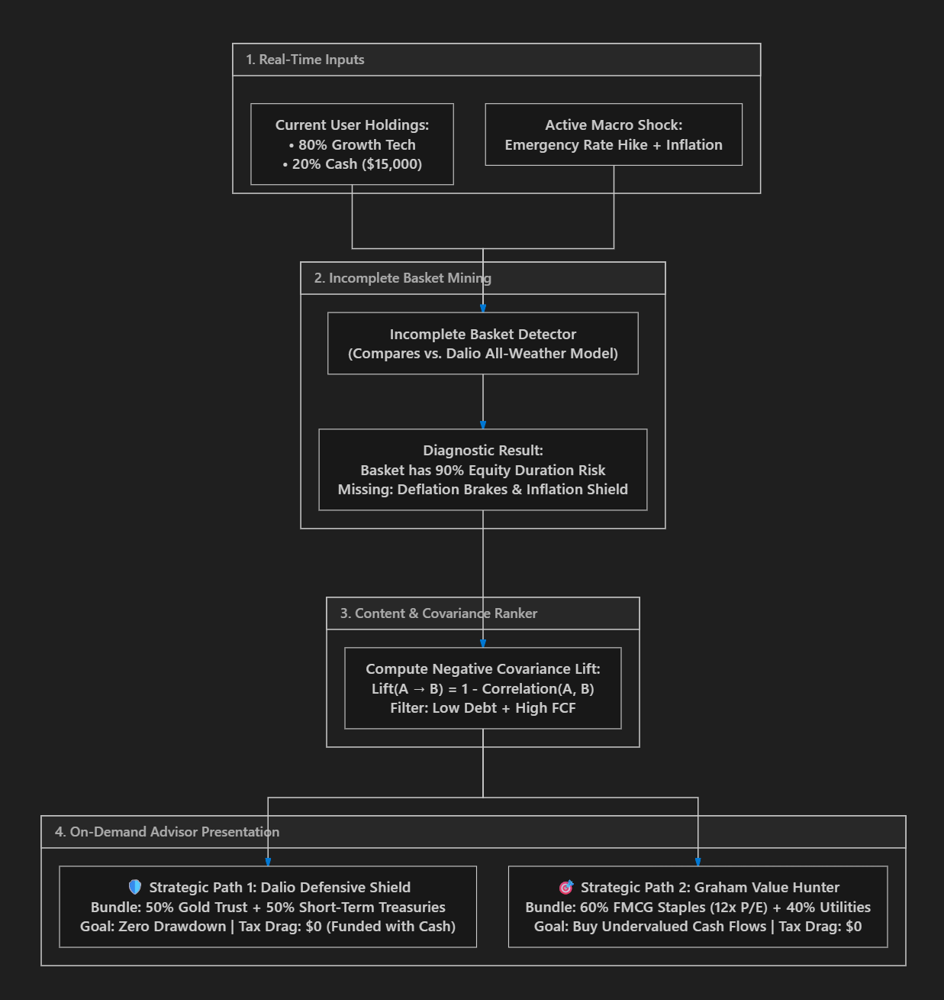 1. Real-Time Inputs
Current User Holdings:
• 80% Growth Tech
• 20% Cash ($15,000)
Active Macro Shock:
Emergency Rate Hike + Inflation
2. Incomplete Basket Mining
Incomplete Basket Detector
(Compares vs. Dalio All-Weather Model)
Diagnostic Result:
Basket has 90% Equity Duration Risk
Missing: Deflation Brakes & Inflation Shield
3. Content & Covariance Ranker
Compute Negative Covariance Lift:
Lift(A → B) = 1 - Correlation(A, B)
Filter: Low Debt + High FCF
4. On-Demand Advisor Presentation
🛡️ Strategic Path 1: Dalio Defensive Shield
Bundle: 50% Gold Trust + 50% Short-Term Treasuries
Goal: Zero Drawdown | Tax Drag: $0 (Funded with Cash)
🎯 Strategic Path 2: Graham Value Hunter
Bundle: 60% FMCG Staples (12x P/E) + 40% Utilities
Goal: Buy Undervalued Cash Flows | Tax Drag: $0